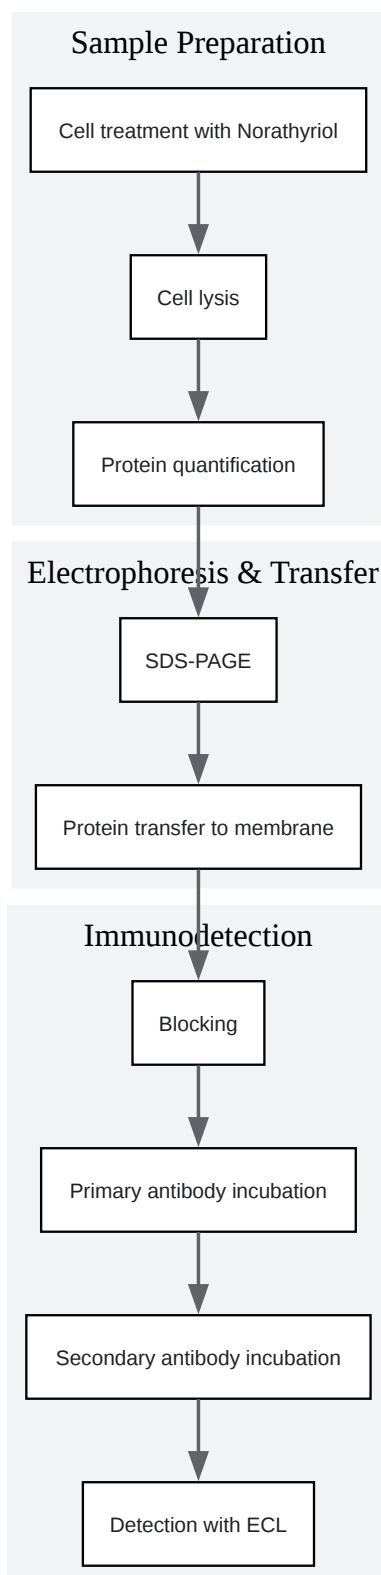 Sample Preparation
Cell treatment with Norathyriol
Cell lysis
Protein quantification
Electrophoresis & Transfer
SDS-PAGE
Protein transfer to membrane
Immunodetection
Blocking
Primary antibody incubation
Secondary antibody incubation
Detection with ECL